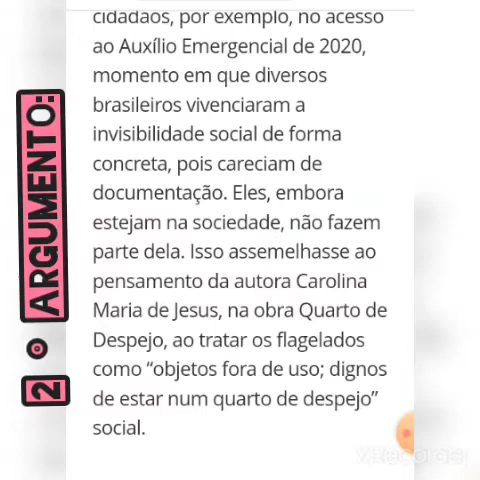 cidadãos, por exemplo, no acesso
ao Auxílio Emergencial de 2020,
momento em que diversos
brasileiros vivenciaram a
invisibilidade social de forma
concreta, pois careciam de
documentação. Eles, embora
estejam na sociedade, não fazem
parte dela. Isso assemelhasse ao
pensamento da autora Carolina
Maria de Jesus, na obra Quarto de
Despejo, ao tratar os flagelados
como “objetos fora de uso; dignos
de estar num quarto de despejo”
social.
2 ARGUMENTO: